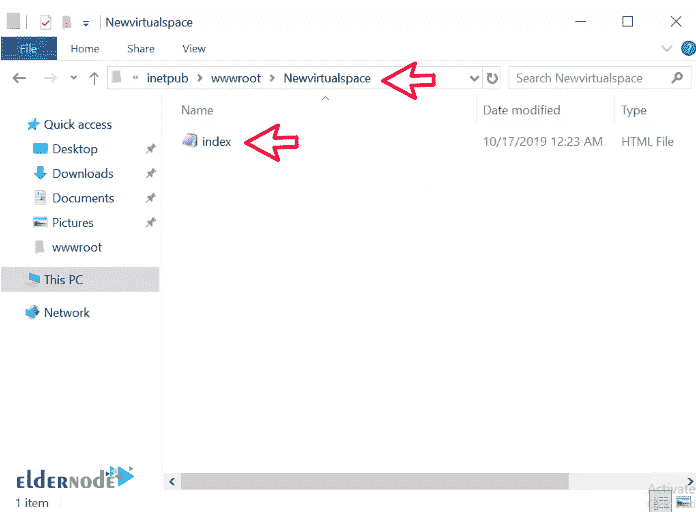 Newvirtualspace
File Home Share View
« inetpub › wwwroot › Newvirtualspace
Search Newvirtualspace
Name Date modified Type
index 10/17/2019 12:23 AM HTML File
Quick access
Desktop
Downloads
Documents
Pictures
wwwroot
This PC
Network
ELDERNODE
1 item
Activate